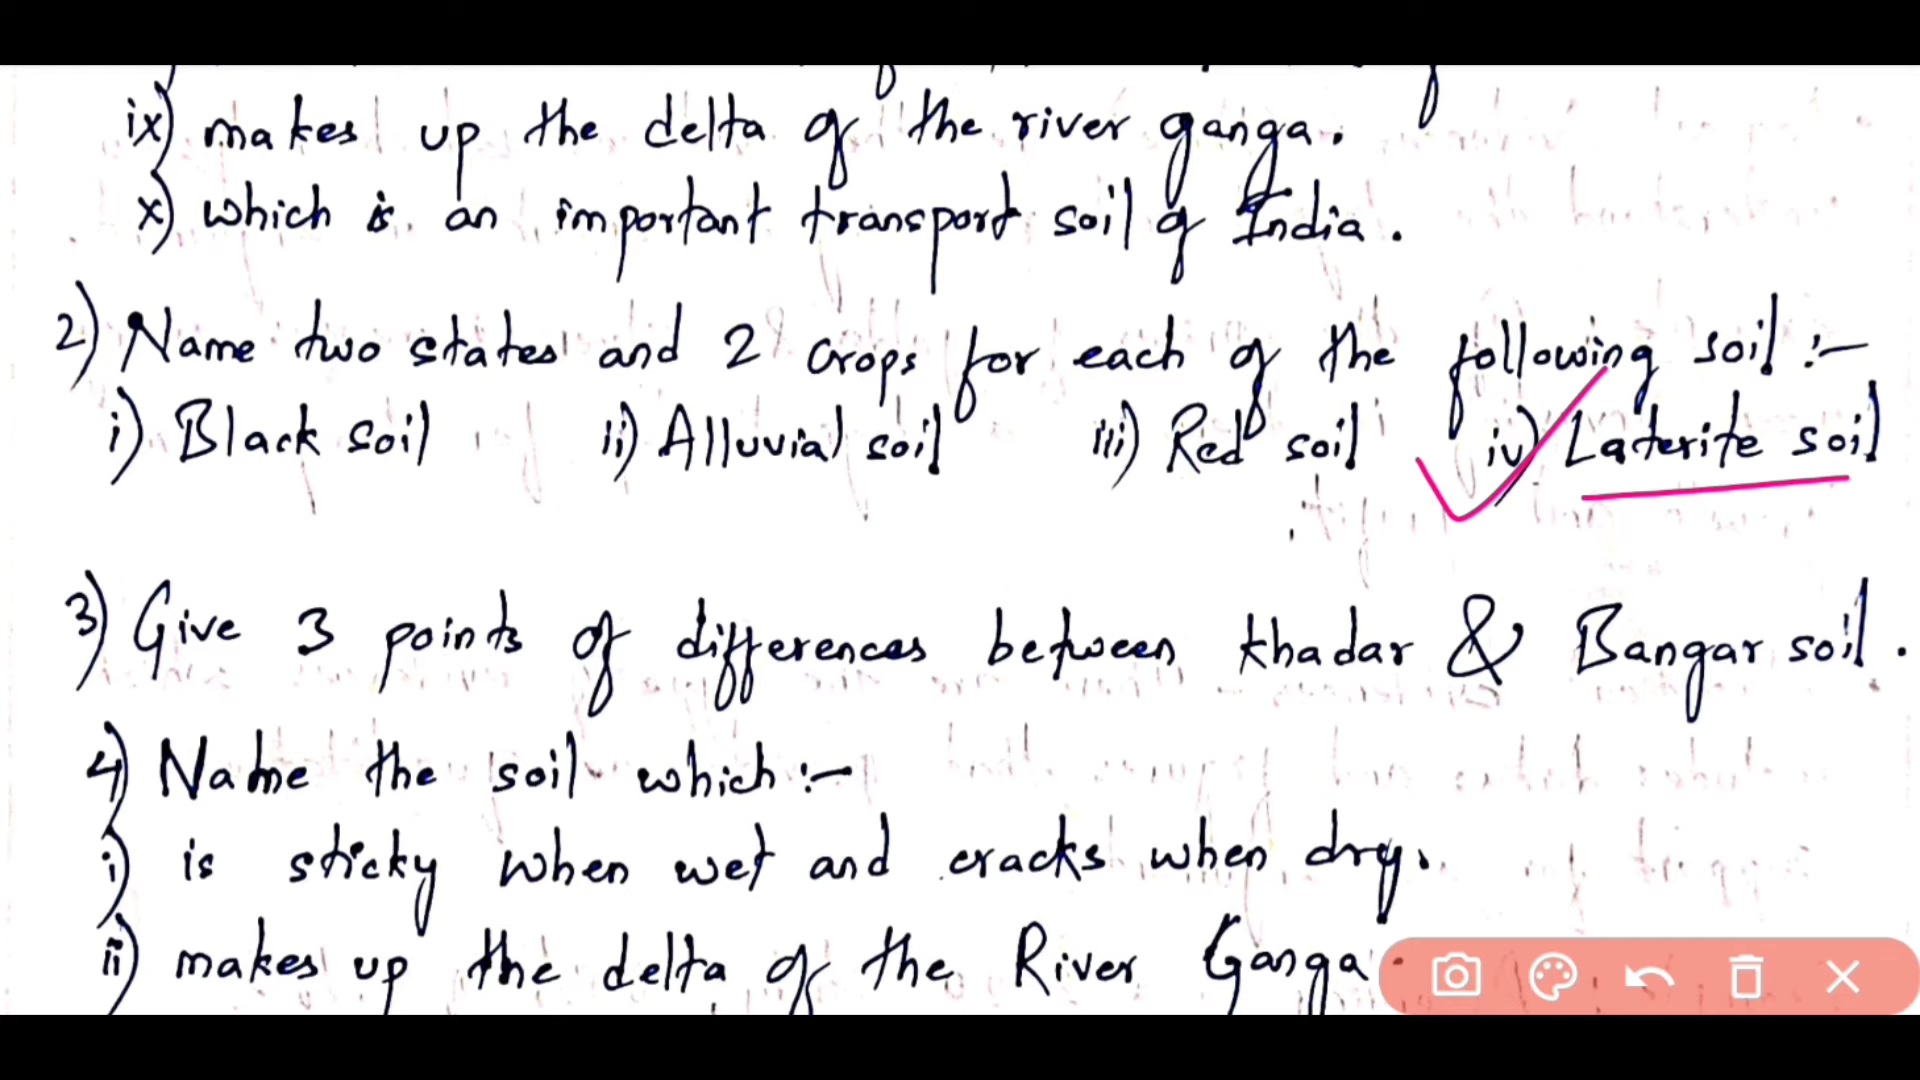 ix) makes up the delta of the river ganga.
x) which is an important transport soil of India.
2) Name two states and 2 crops for each of the following soil :-
i) Black soil ii) Alluvial soil iii) Red soil iv) Laterite soil
3) Give 3 points of differences between khadar & Bangar soil.
4) Name the soil which :-
i) is sticky when wet and cracks when dry.
ii) makes up the delta of the River Ganga.